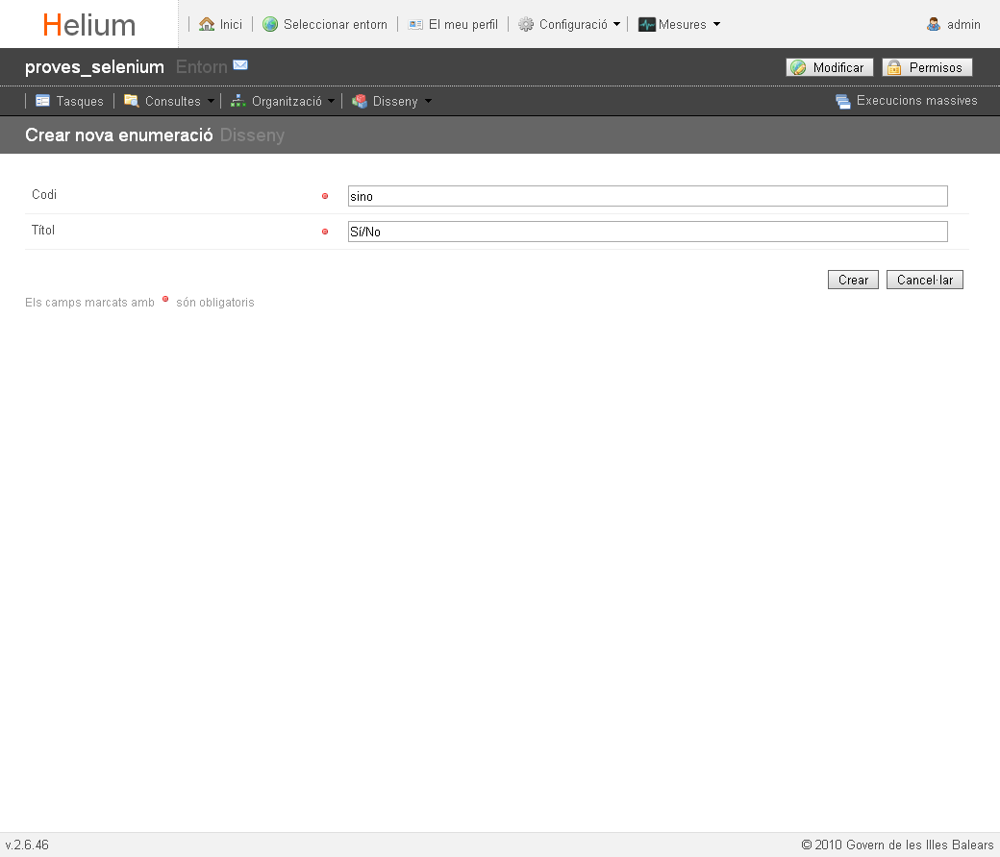 Helium
Inici Seleccionar entorn El meu perfil Configuració Mesures admin
proves_selenium Entorn Modificar Permisos
Tasques Consultes Organització Disseny Execucions massives
Crear nova enumeració Disseny
Codi sino
Títol Sí/No
Crear Cancel·lar
Els camps marcats amb són obligatoris
v.2.6.46 © 2010 Govern de les Illes Balears